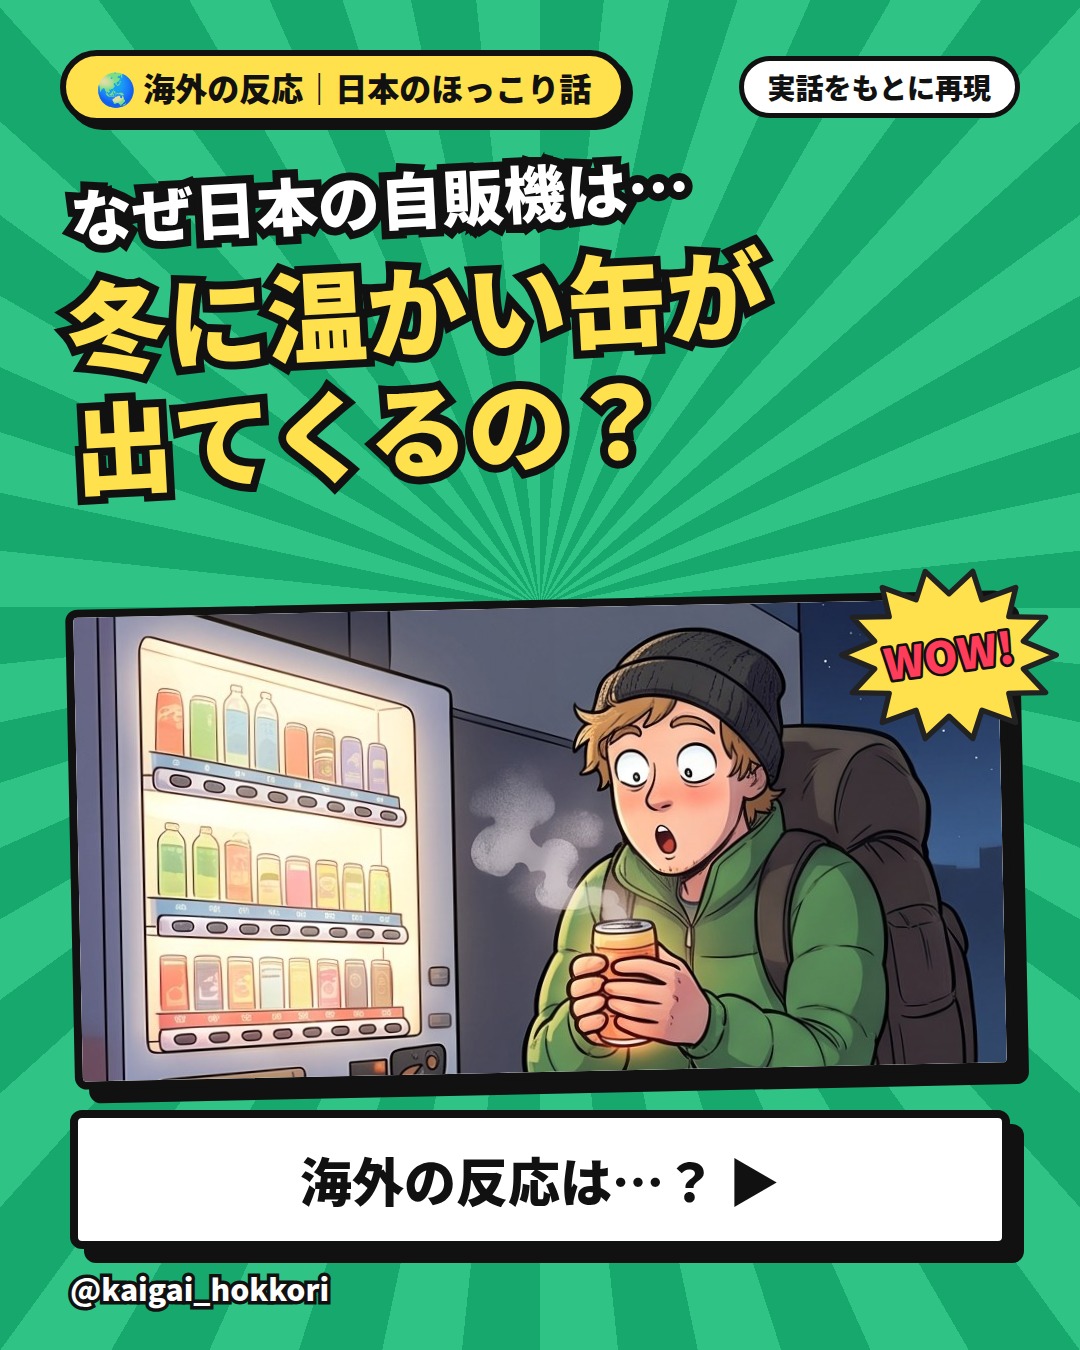 🌏 海外の反応｜日本のほっこり話
実話をもとに再現
なぜ日本の自販機は…
冬に温かい缶が
出てくるの？
WOW!
海外の反応は…？ ▶
@kaigai_hokkori